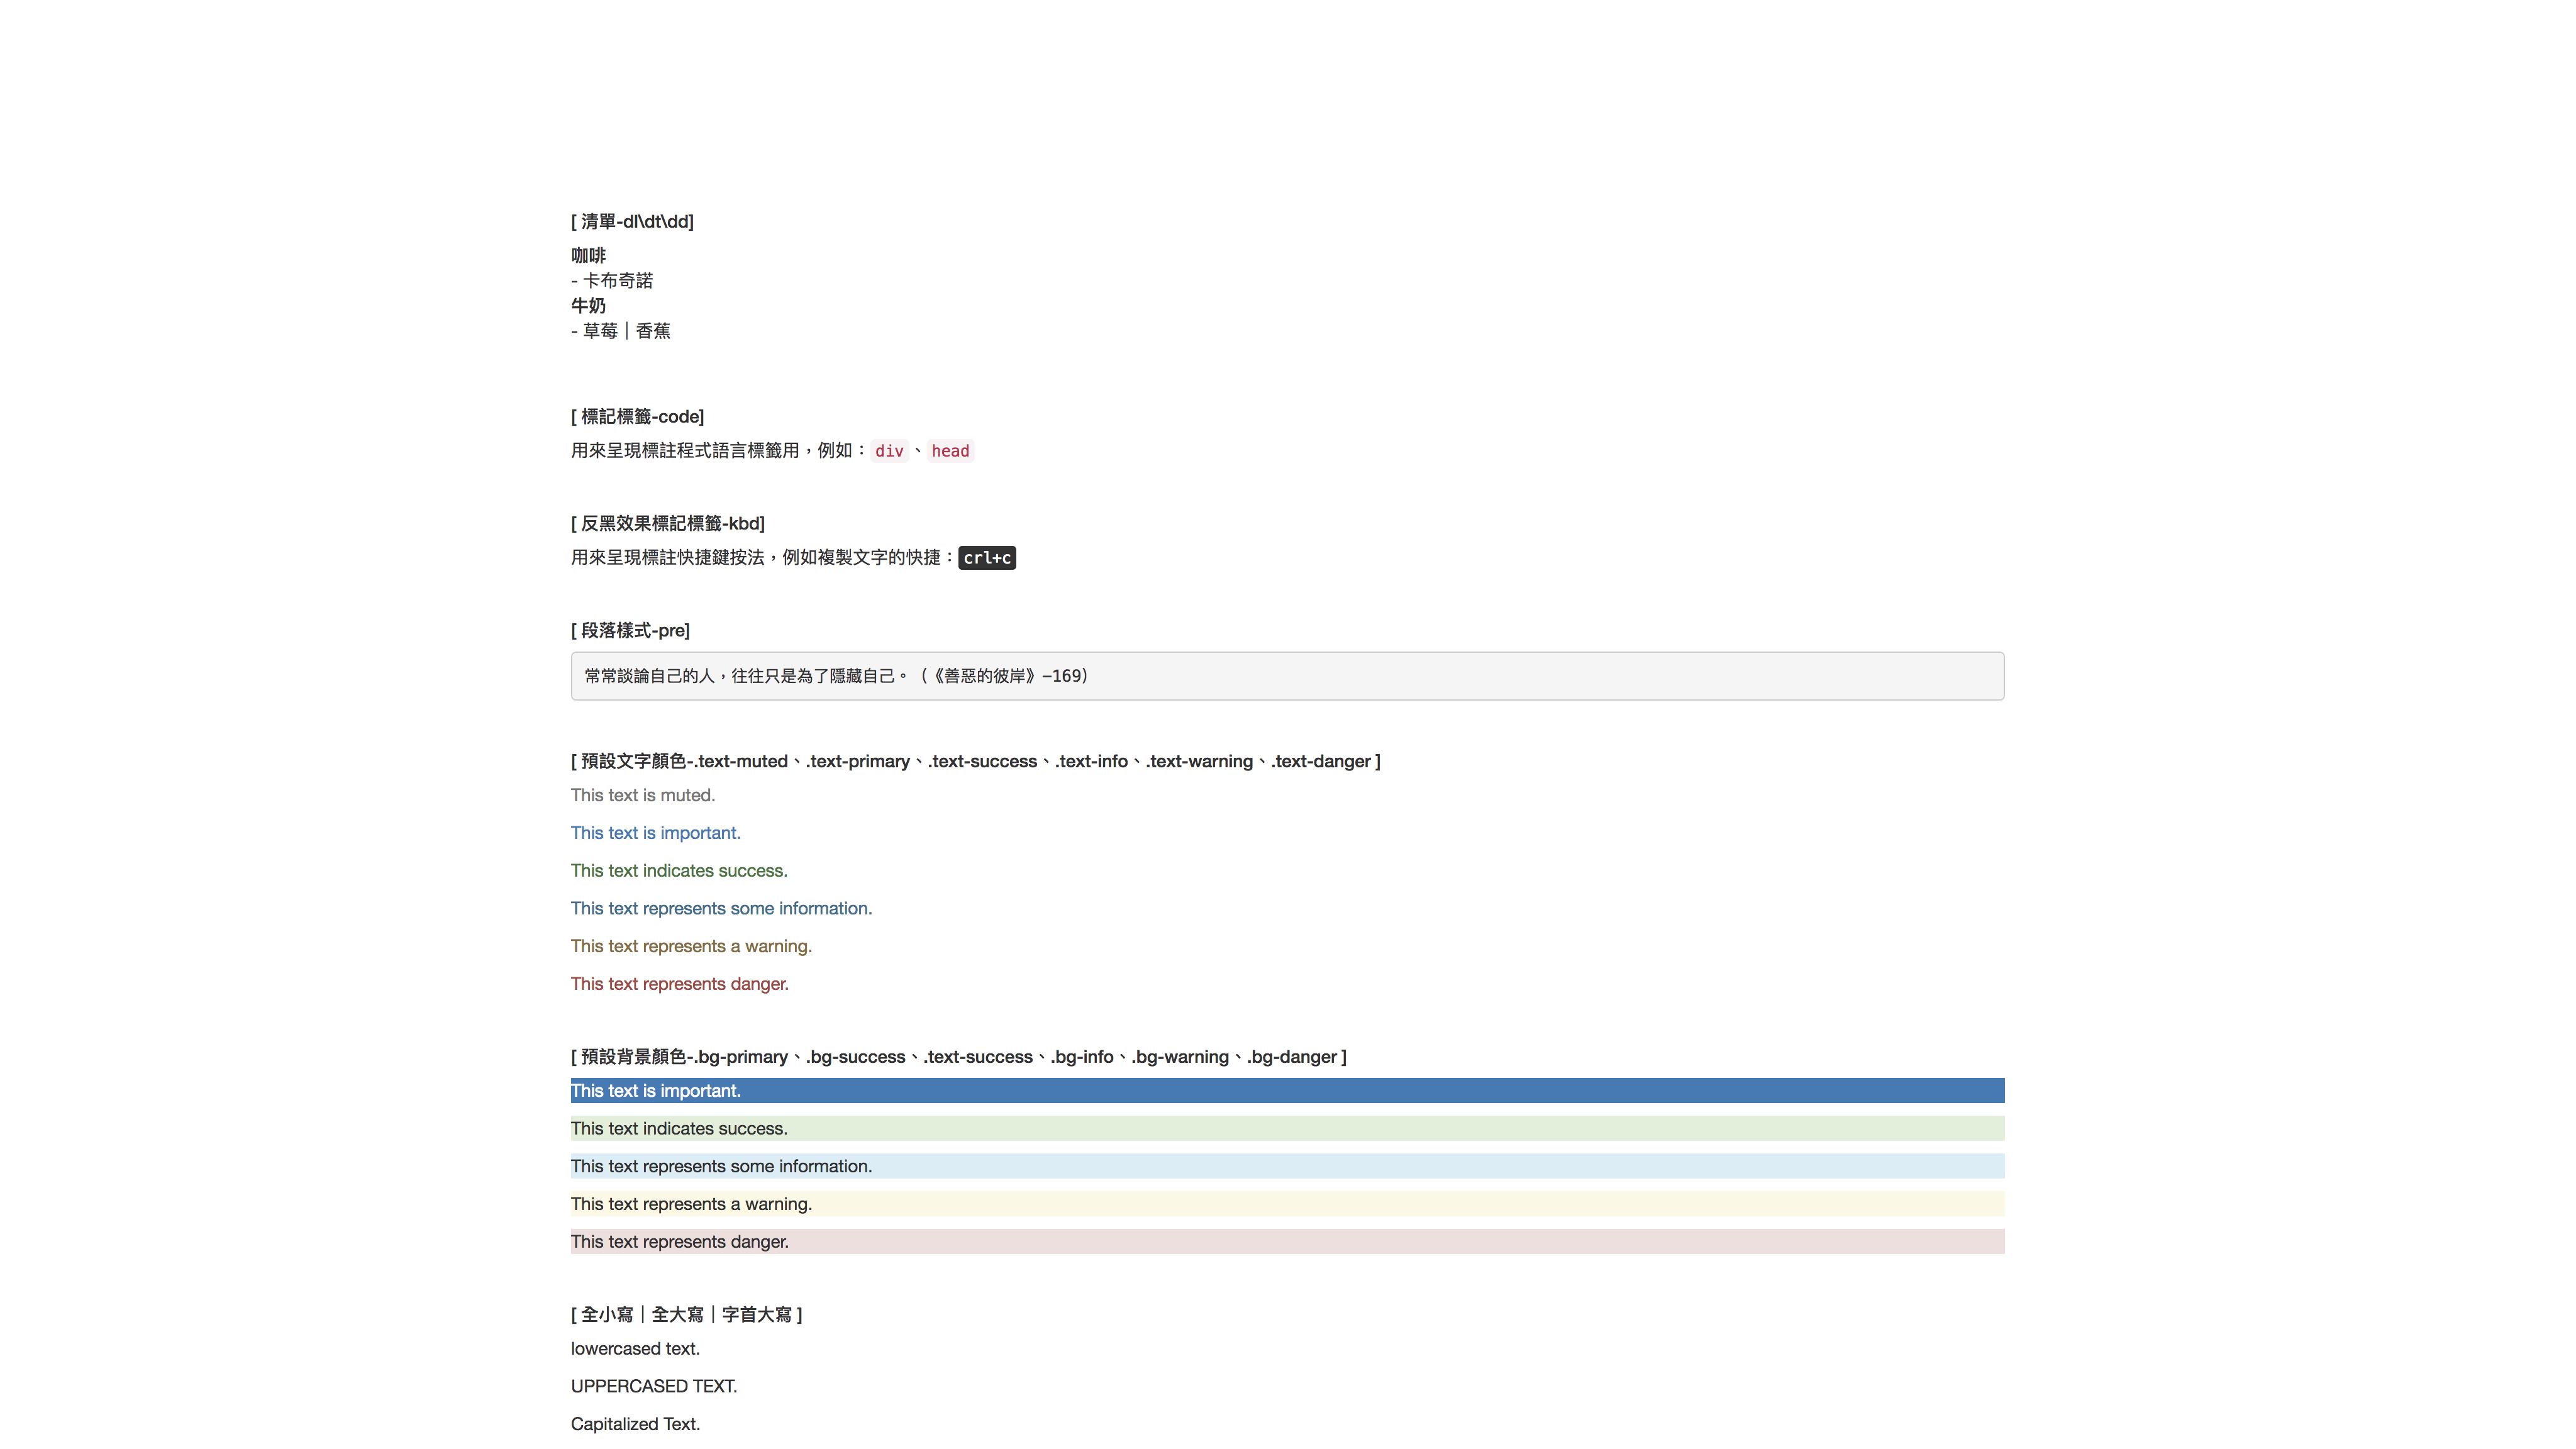 [ 清單-dl\dt\dd]
咖啡
- 卡布奇諾
牛奶
- 草莓｜香蕉
[ 標記標籤-code]
用來呈現標註程式語言標籤用，例如：div、head
[ 反黑效果標記標籤-kbd]
用來呈現標註快捷鍵按法，例如複製文字的快捷：crl+c
[ 段落樣式-pre]
常常談論自己的人，往往只是為了隱藏自己。（《善惡的彼岸》—169）
[ 預設文字顏色-.text-muted、.text-primary、.text-success、.text-info、.text-warning、.text-danger ]
This text is muted.
This text is important.
This text indicates success.
This text represents some information.
This text represents a warning.
This text represents danger.
[ 預設背景顏色-.bg-primary、.bg-success、.text-success、.bg-info、.bg-warning、.bg-danger ]
This text is important.
This text indicates success.
This text represents some information.
This text represents a warning.
This text represents danger.
[ 全小寫｜全大寫｜字首大寫 ]
lowercased text.
UPPERCASED TEXT.
Capitalized Text.